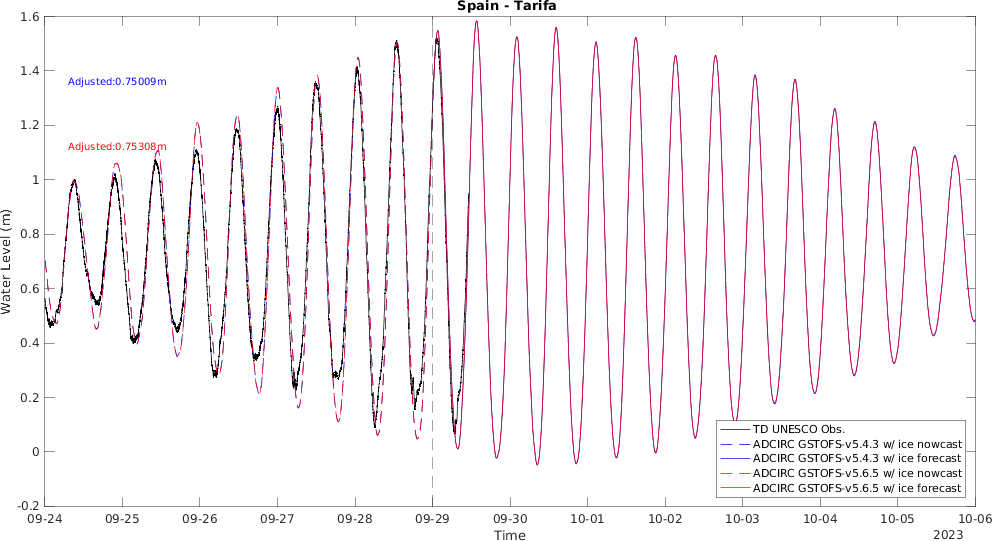 Spain - Tarifa
1.6
1.4
1.2
1
0.8
0.6
0.4
0.2
0
-0.2
Water Level (m)
Adjusted:0.75009m
Adjusted:0.75308m
TD UNESCO Obs.
ADCIRC GSTOFS-v5.4.3 w/ ice nowcast
ADCIRC GSTOFS-v5.4.3 w/ ice forecast
ADCIRC GSTOFS-v5.6.5 w/ ice nowcast
ADCIRC GSTOFS-v5.6.5 w/ ice forecast
09-24 09-25 09-26 09-27 09-28 09-29 09-30 10-01 10-02 10-03 10-04 10-05 10-06
Time
2023